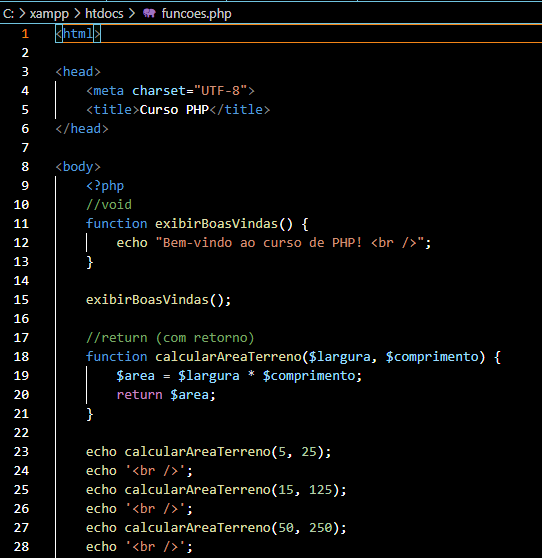 C: > xampp > htdocs > funcoes.php
1 <html>
2
3 <head>
4     <meta charset="UTF-8">
5     <title>Curso PHP</title>
6 </head>
7
8 <body>
9     <?php
10     //void
11     function exibirBoasVindas() {
12         echo "Bem-vindo ao curso de PHP! <br />";
13     }
14
15     exibirBoasVindas();
16
17     //return (com retorno)
18     function calcularAreaTerreno($largura, $comprimento) {
19         $area = $largura * $comprimento;
20         return $area;
21     }
22
23     echo calcularAreaTerreno(5, 25);
24     echo '<br />';
25     echo calcularAreaTerreno(15, 125);
26     echo '<br />';
27     echo calcularAreaTerreno(50, 250);
28     echo '<br />';